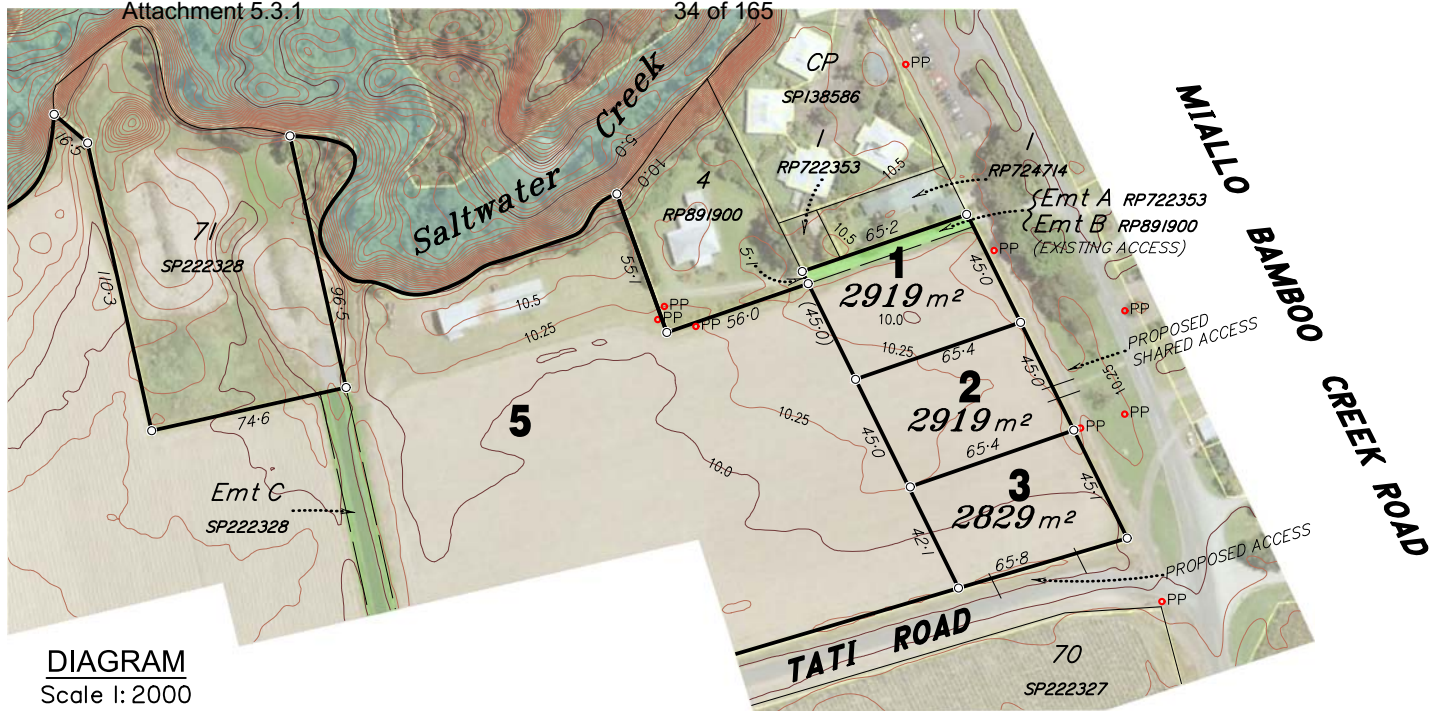 Attachment 5.3.1
34 of 165
CP
SP138586
PP
MIALLO BAMBOO CREEK ROAD
Saltwater Creek
5.0
10.0
16.5
71
SP222328
110.3
96.5
74.6
4
RP891900
1
RP722353
10.5
1
RP724714
Emt A RP722353
Emt B RP891900
(EXISTING ACCESS)
10.5
65.2
5.1
55.1
PP
PP
PP
56.0
10.5
10.25
1
2919 m²
10.0
10.25
(45.0)
45.0
PP
65.4
PP
PROPOSED
SHARED ACCESS
10.25
2
2919 m²
45.0
45.0
65.4
PP
PP
5
10.25
10.0
3
2829 m²
42.1
45.1
65.8
PROPOSED ACCESS
PP
Emt C
SP222328
TATI ROAD
70
SP222327
DIAGRAM
Scale 1:2000